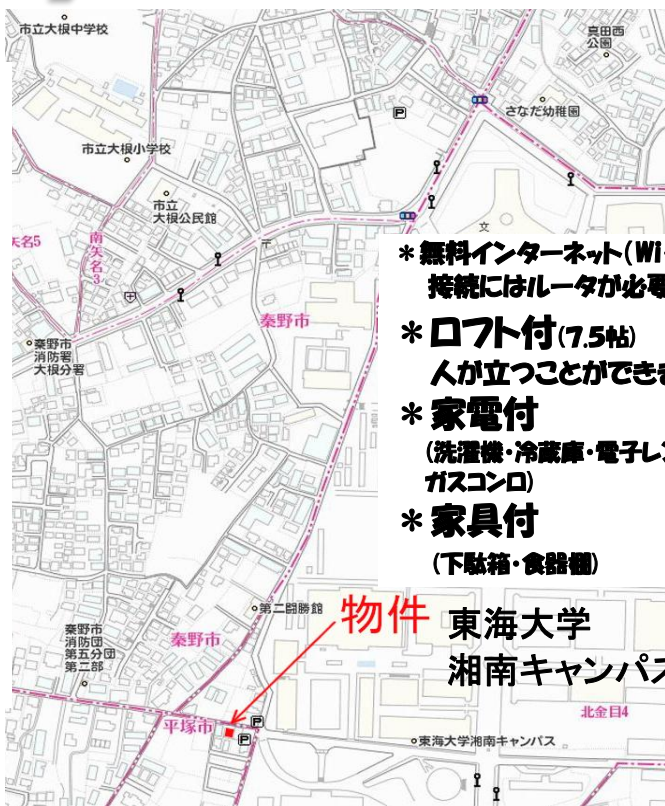 市立大根中学校
真田西
公園
さなだ幼稚園
P
市立大根小学校
市立
大根公民館
文
矢名5
南矢名3
〒
秦野市
秦野市
消防署
大根分署
*無料インターネット(Wi
接続にはルータが必要
*ロフト付(7.5帖)
人が立つことができ
*家電付
(洗濯機・冷蔵庫・電子レン
ガスコンロ)
*家具付
(下駄箱・食器棚)
第二闘勝館
物件
東海大学
湘南キャンパス
秦野市
消防団
第五分団
第二部
秦野市
北金目4
平塚市
P
P
東海大学湘南キャンパス